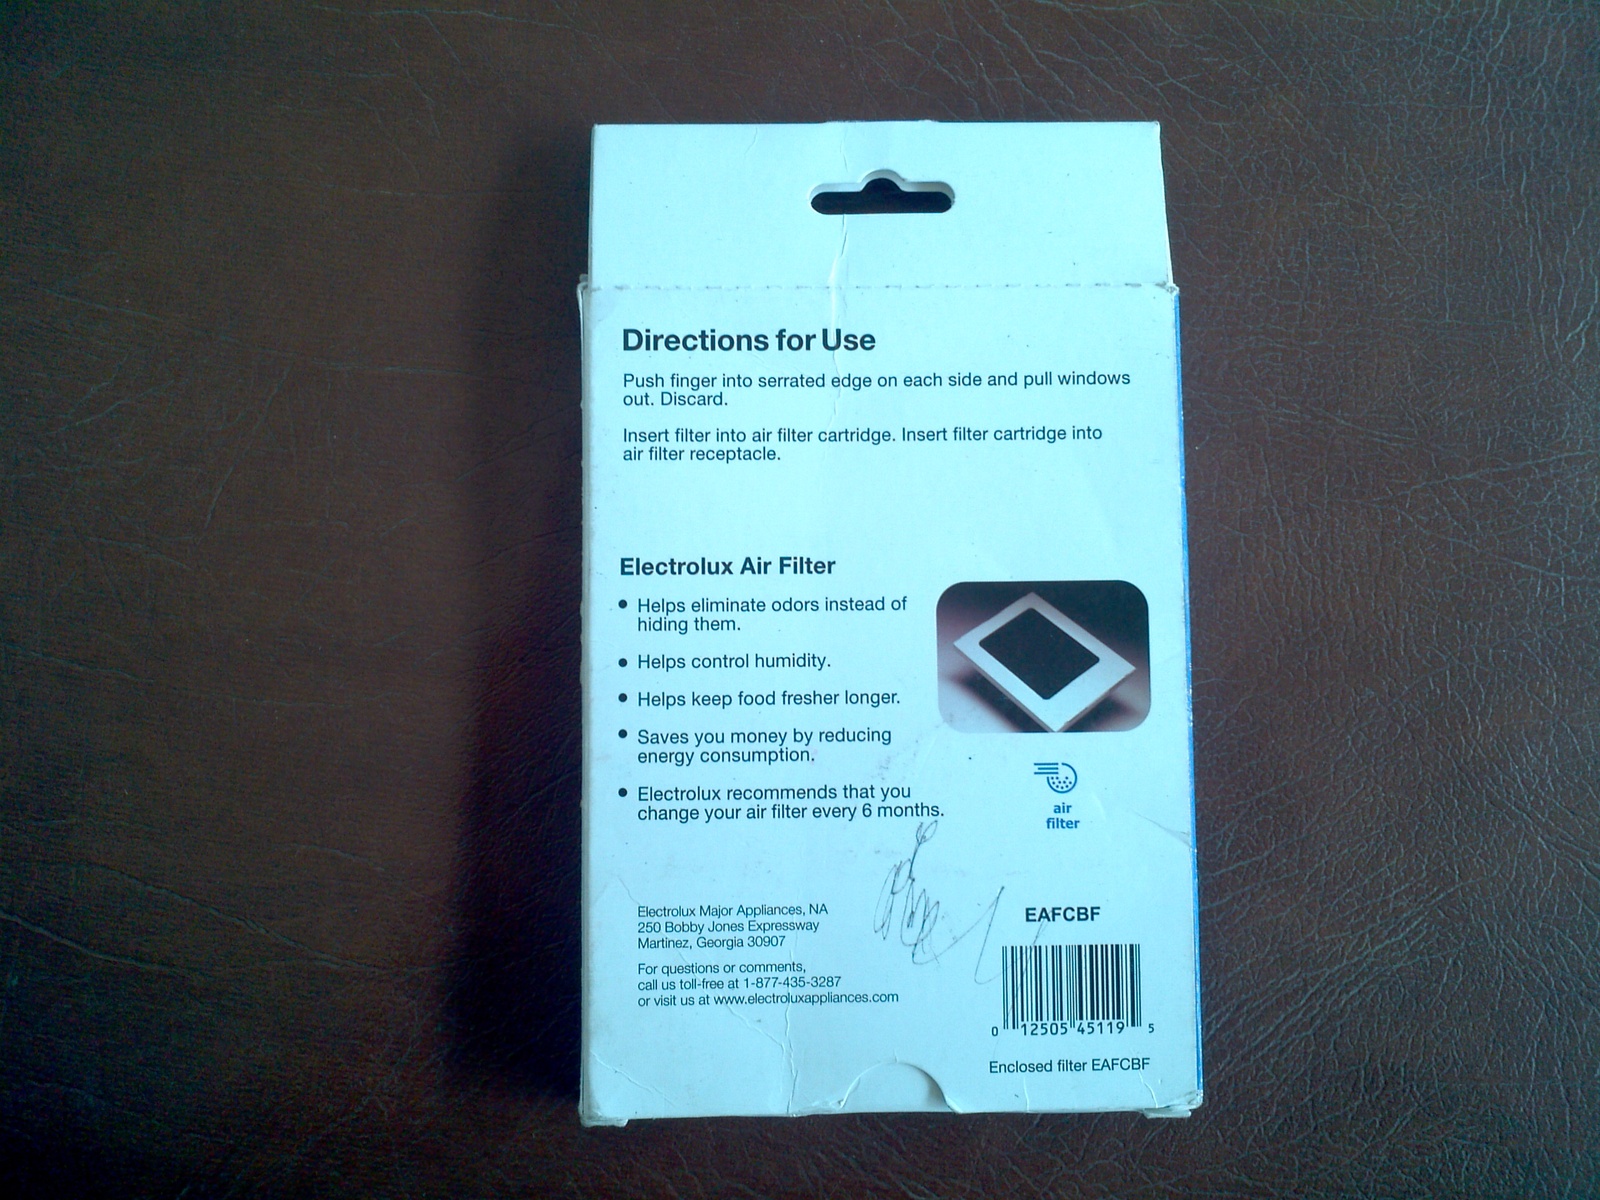 Directions for Use
Push finger into serrated edge on each side and pull windows
out. Discard.
Insert filter into air filter cartridge. Insert filter cartridge into
air filter receptacle.
Electrolux Air Filter
• Helps eliminate odors instead of
hiding them.
• Helps control humidity.
• Helps keep food fresher longer.
• Saves you money by reducing
energy consumption.
• Electrolux recommends that you
change your air filter every 6 months.
air
filter
Electrolux Major Appliances, NA
250 Bobby Jones Expressway
Martinez, Georgia 30907
For questions or comments,
call us toll-free at 1-877-435-3287
or visit us at www.electroluxappliances.com
EAFCBF
0 12505 45119 5
Enclosed filter EAFCBF